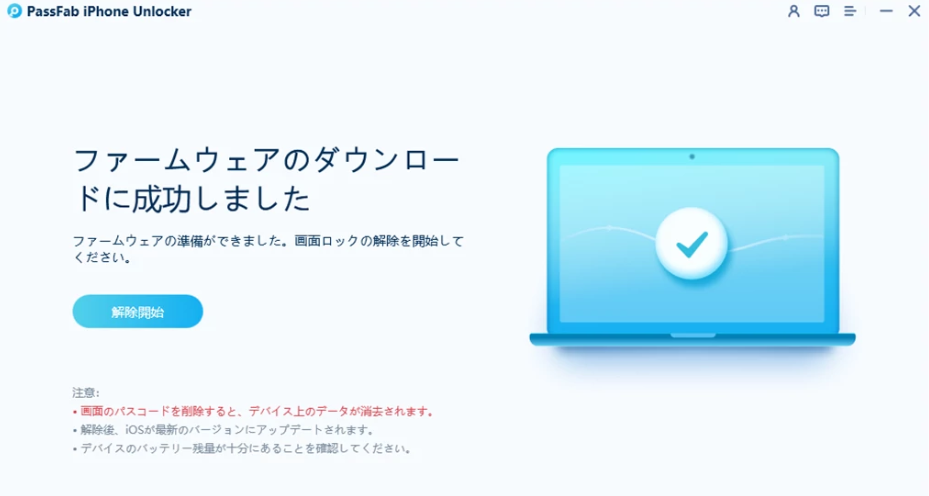 PassFab iPhone Unlocker
ファームウェアのダウンロー
ドに成功しました
ファームウェアの準備ができました。画面ロックの解除を開始して
ください。
解除開始
注意:
• 画面のパスコードを削除すると、デバイス上のデータが消去されます。
• 解除後、iOSが最新のバージョンにアップデートされます。
• デバイスのバッテリー残量が十分にあることを確認してください。